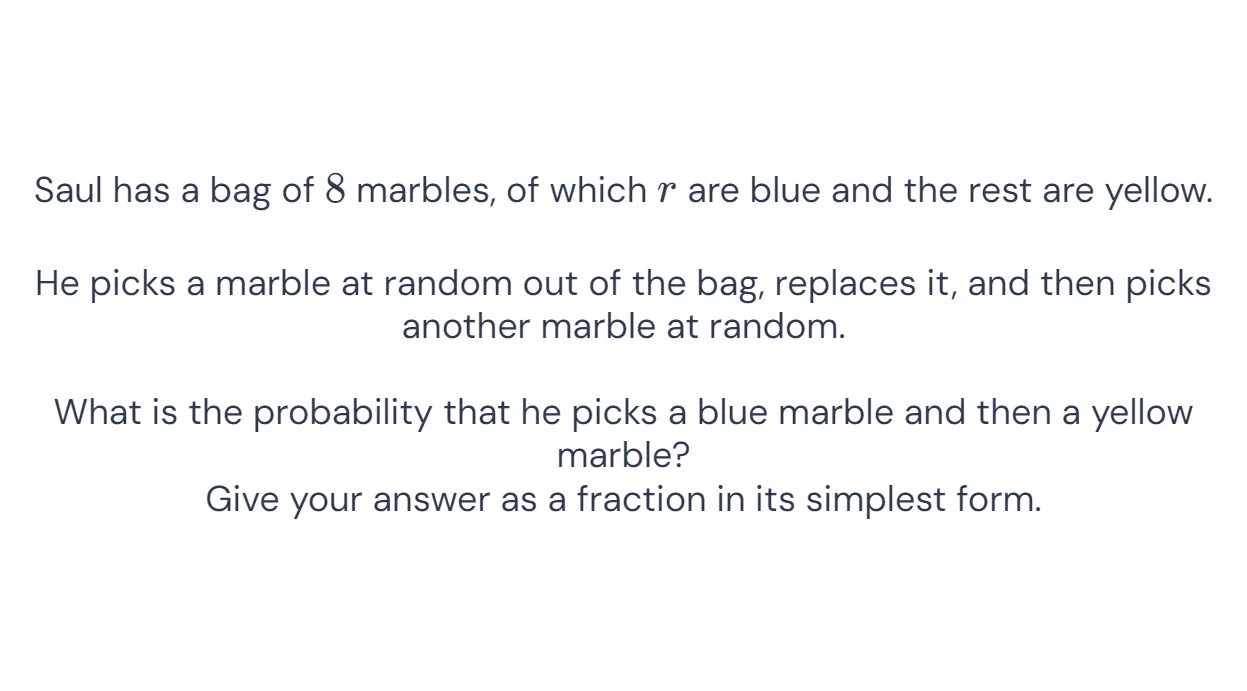 Saul has a bag of 8 marbles, of which r are blue and the rest are yellow.
He picks a marble at random out of the bag, replaces it, and then picks
another marble at random.
What is the probability that he picks a blue marble and then a yellow
marble?
Give your answer as a fraction in its simplest form.